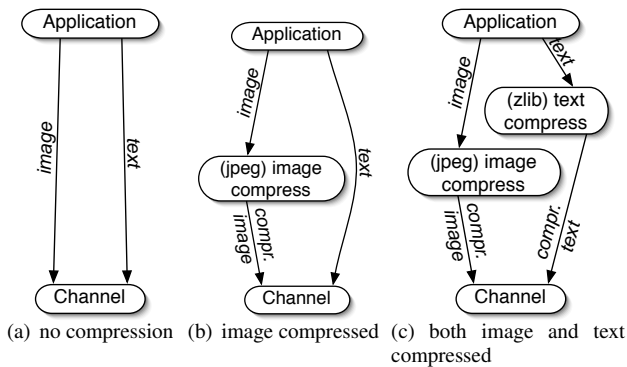 Application
image
text
Channel
(a) no compression
Application
image
(jpeg) image
compress
text
compr.
image
Channel
(b) image compressed
Application
text
image
(zlib) text
compress
(jpeg) image
compress
compr.
image
compr.
text
Channel
(c) both image and text
compressed